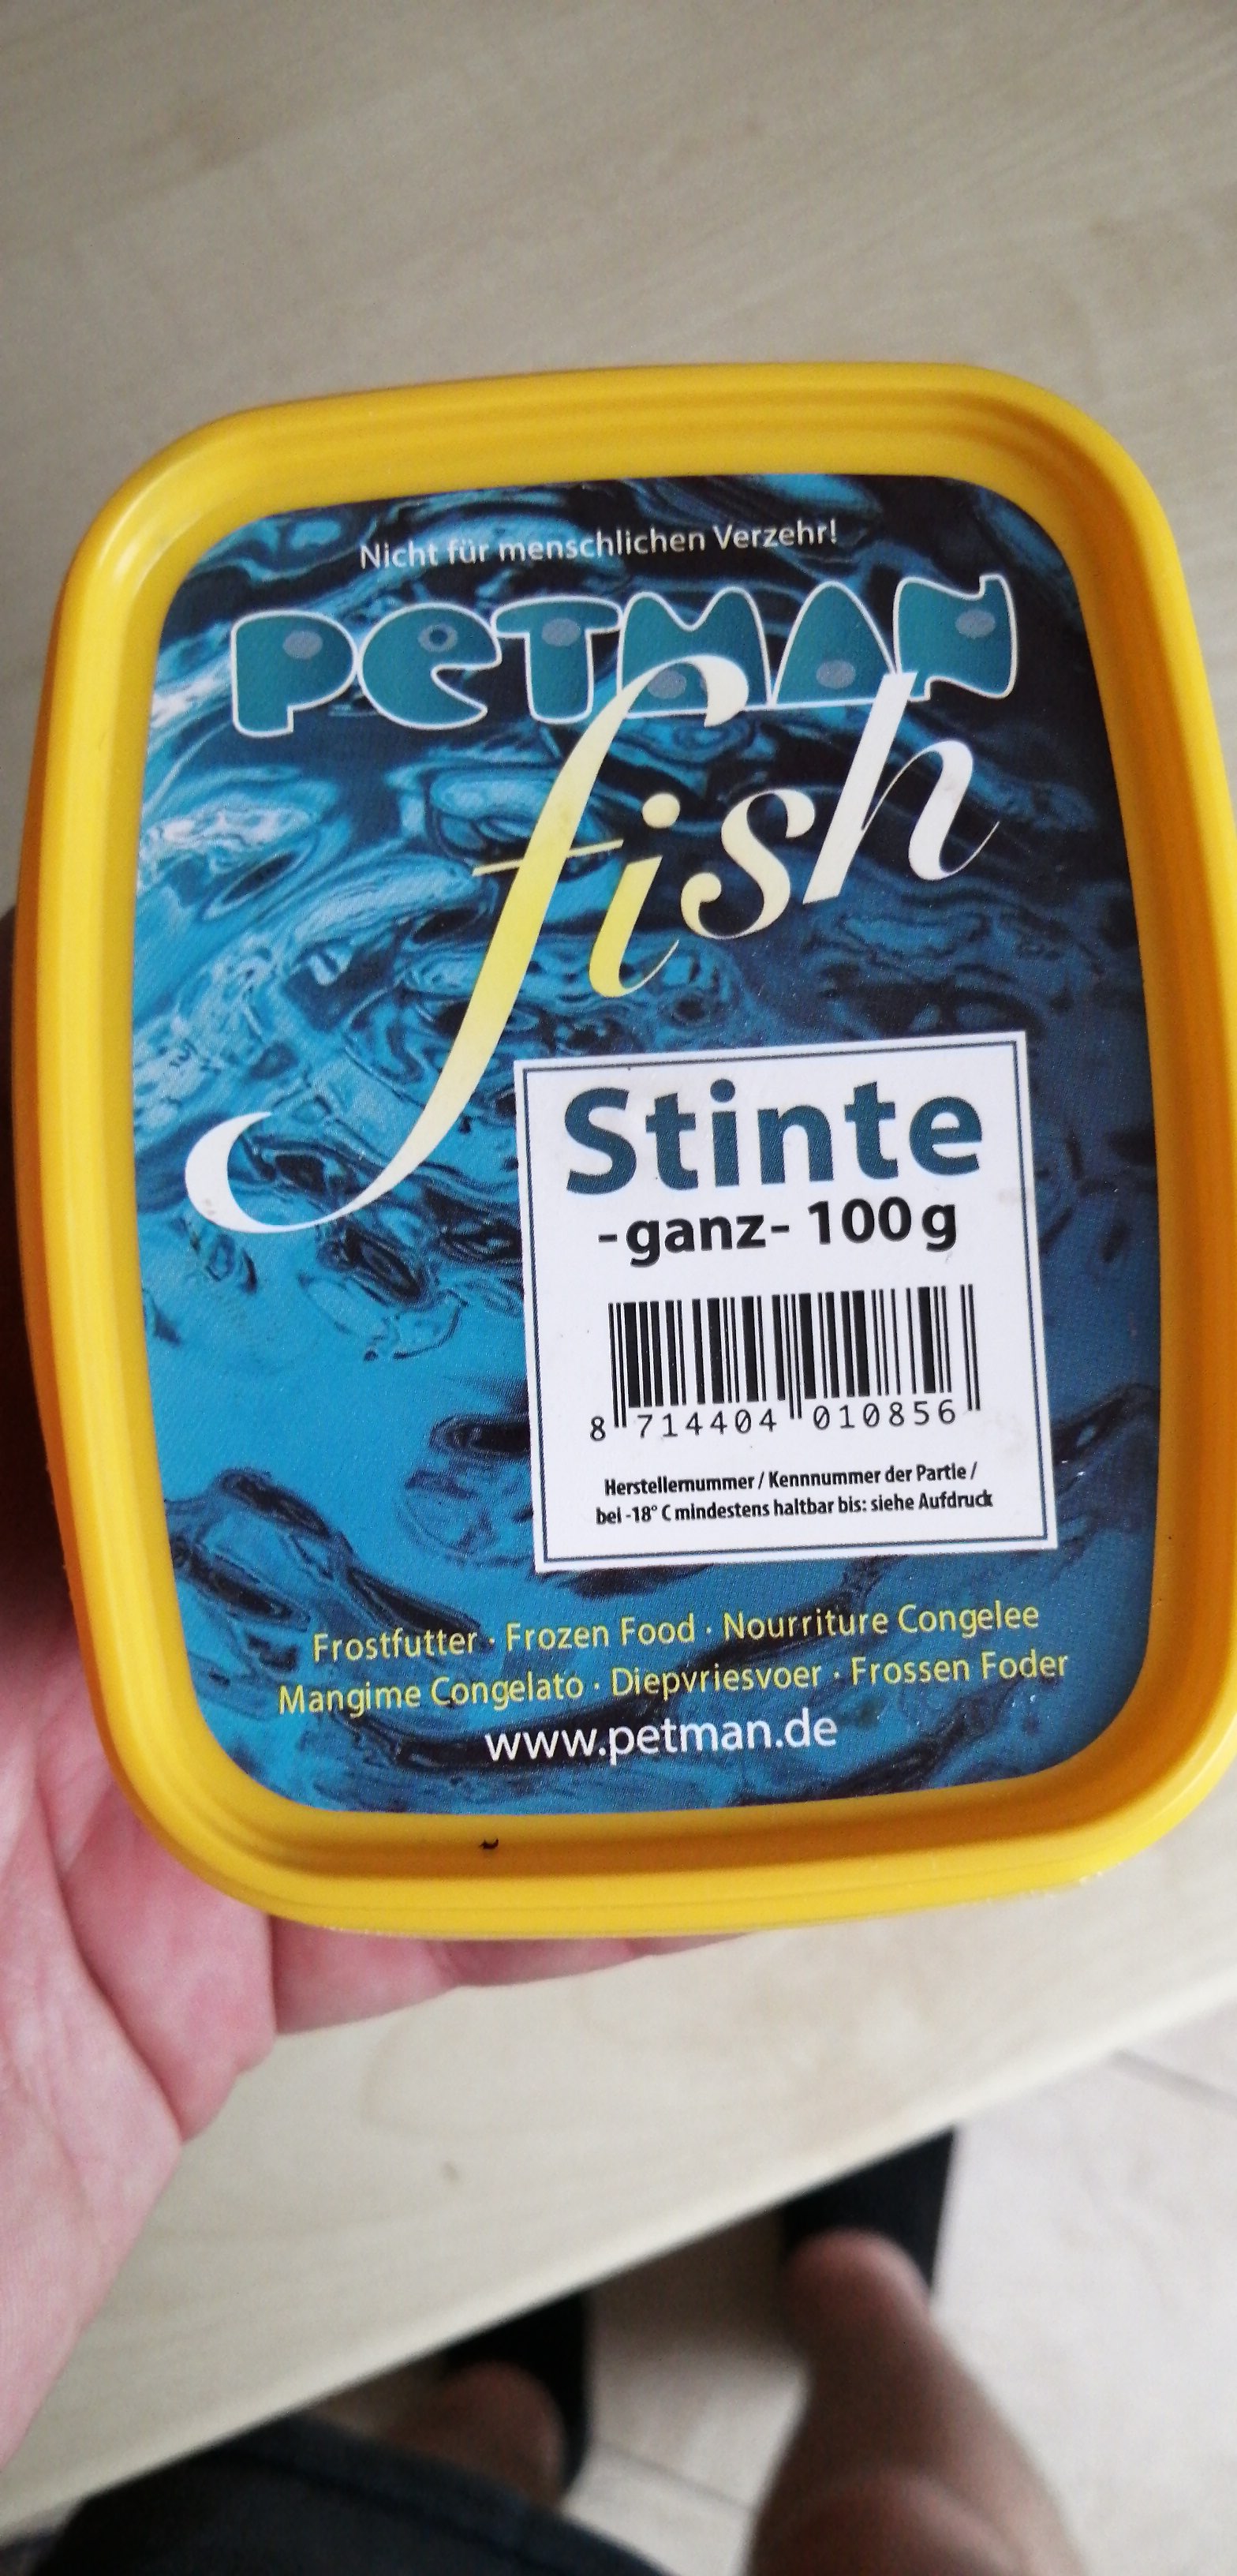 Nicht für menschlichen Verzehr!
PETMAN
fish
Stinte
-ganz- 100 g
8 714404 010856
Herstellernummer / Kennnummer der Partie /
bei -18° C mindestens haltbar bis: siehe Aufdruck
Frostfutter · Frozen Food · Nourriture Congelee
Mangime Congelato · Diepvriesvoer · Frossen Foder
www.petman.de